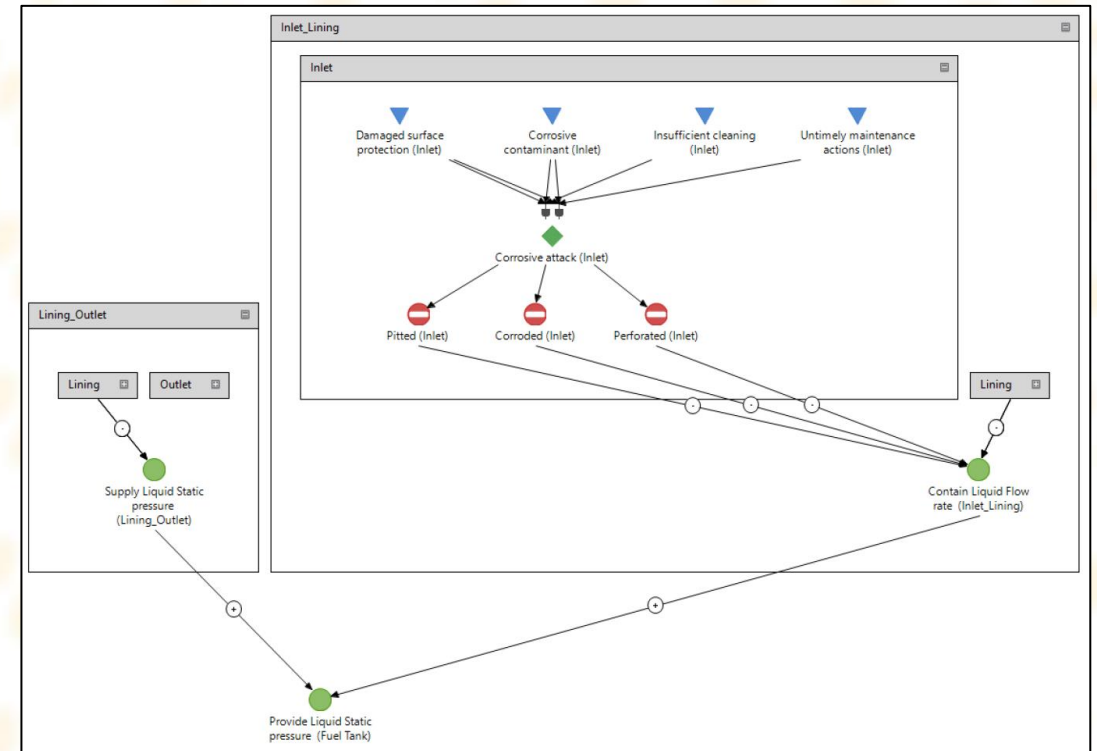 Inlet_Lining
Inlet
Damaged surface
protection (Inlet)
Corrosive
contaminant (Inlet)
Insufficient cleaning
(Inlet)
Untimely maintenance
actions (Inlet)
Corrosive attack (Inlet)
Pitted (Inlet)
Corroded (Inlet)
Perforated (Inlet)
Lining_Outlet
Lining
Outlet
Lining
-
-
-
-
-
Supply Liquid Static
pressure
(Lining_Outlet)
Contain Liquid Flow
rate (Inlet_Lining)
+
+
Provide Liquid Static
pressure (Fuel Tank)